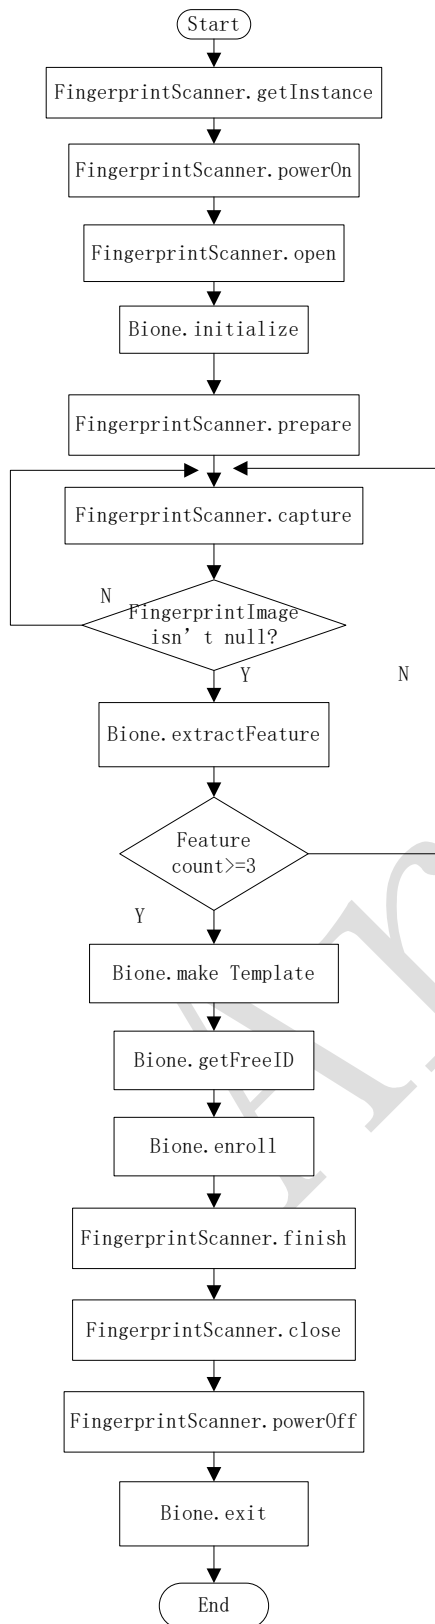 Start
FingerprintScanner.getInstance
FingerprintScanner.powerOn
FingerprintScanner.open
Bione.initialize
FingerprintScanner.prepare
FingerprintScanner.capture
N
FingerprintImage
isn’t null?
Y
N
Bione.extractFeature
Feature
count>=3
Y
Bione.make Template
Bione.getFreeID
Bione.enroll
FingerprintScanner.finish
FingerprintScanner.close
FingerprintScanner.powerOff
Bione.exit
End